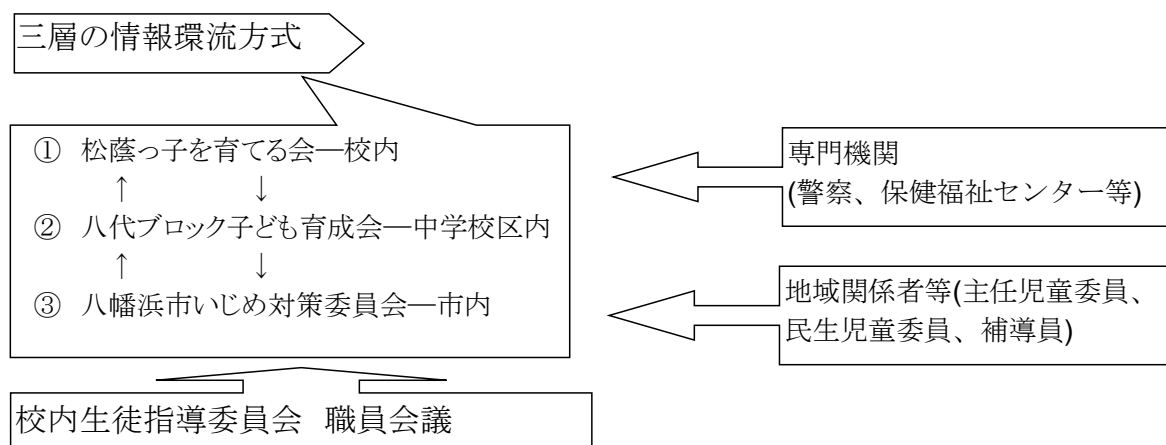 三層の情報環流方式
① 松蔭っ子を育てる会―校内
↑ ↓
② 八代ブロック子ども育成会―中学校区内
↑ ↓
③ 八幡浜市いじめ対策委員会―市内
専門機関
(警察、保健福祉センター等)
地域関係者等(主任児童委員、
民生児童委員、補導員)
校内生徒指導委員会 職員会議